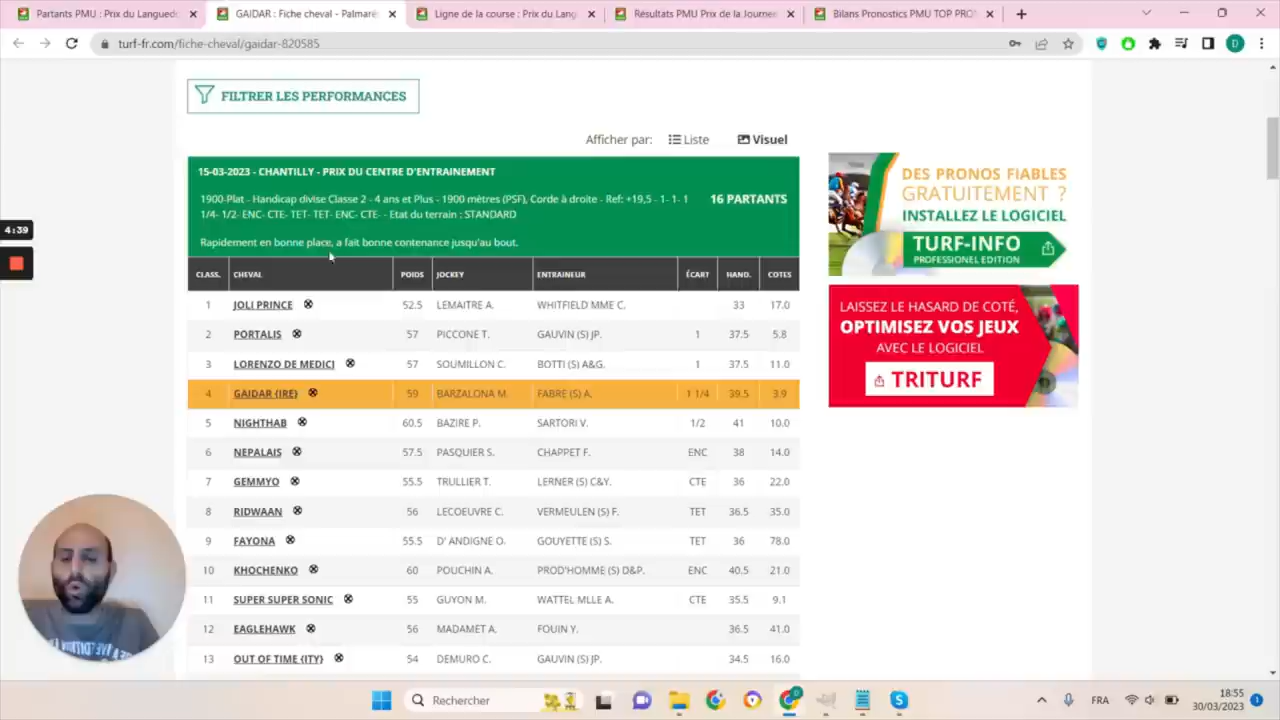 Partants PMU : Prix du Langued
GAIDAR : Fiche cheval - Palmaré
Ligne de la course : Prix du Lang
Résultats PMU Prix de la Journee
Bilans Pronostics PMU TOP PRO
turf-fr.com/fiche-cheval/gaidar-820585
D
FILTRER LES PERFORMANCES
Afficher par: Liste Visuel
15-03-2023 - CHANTILLY - PRIX DU CENTRE D'ENTRAINEMENT
1900-Plat - Handicap divise Classe 2 - 4 ans et Plus - 1900 mètres (PSF), Corde à droite - Ref: +19,5 - 1- 1- 1
1/4- 1/2- ENC- CTE- TET- TET- ENC- CTE- - Etat du terrain : STANDARD
16 PARTANTS
Rapidement en bonne place, a fait bonne contenance jusqu'au bout.
CLASS. CHEVAL POIDS JOCKEY ENTRAINEUR ÉCART HAND. COTES
1 JOLI PRINCE 52.5 LEMAITRE A. WHITFIELD MME C. 33 17.0
2 PORTALIS 57 PICCONE T. GAUVIN (S) JP. 1 37.5 5.8
3 LORENZO DE MEDICI 57 SOUMILLON C. BOTTI (S) A&G. 1 37.5 11.0
4 GAIDAR (IRE) 59 BARZALONA M. FABRE (S) A. 1 1/4 39.5 3.9
5 NIGHTHAB 60.5 BAZIRE P. SARTORI V. 1/2 41 10.0
6 NEPALAIS 57.5 PASQUIER S. CHAPPET F. ENC 38 14.0
7 GEMMYO 55.5 TRULLIER T. LERNER (S) C&Y. CTE 36 22.0
8 RIDWAAN 56 LECOEUVRE C. VERMEULEN (S) F. TET 36.5 35.0
9 FAYONA 55.5 D' ANDIGNE O. GOUYETTE (S) S. TET 36 78.0
10 KHOCHENKO 60 POUCHIN A. PROD'HOMME (S) D&P. ENC 40.5 21.0
11 SUPER SUPER SONIC 55 GUYON M. WATTEL MLLE A. CTE 35.5 9.1
12 EAGLEHAWK 56 MADAMET A. FOUIN Y. 36.5 41.0
13 OUT OF TIME (ITY) 54 DEMURO C. GAUVIN (S) JP. 34.5 16.0
DES PRONOS FIABLES
GRATUITEMENT ?
INSTALLEZ LE LOGICIEL
TURF-INFO
PROFESIONEL EDITION
LAISSEZ LE HASARD DE COTÉ,
OPTIMISEZ VOS JEUX
AVEC LE LOGICIEL
TRITURF
4:39
Rechercher
FRA
18:55
30/03/2023